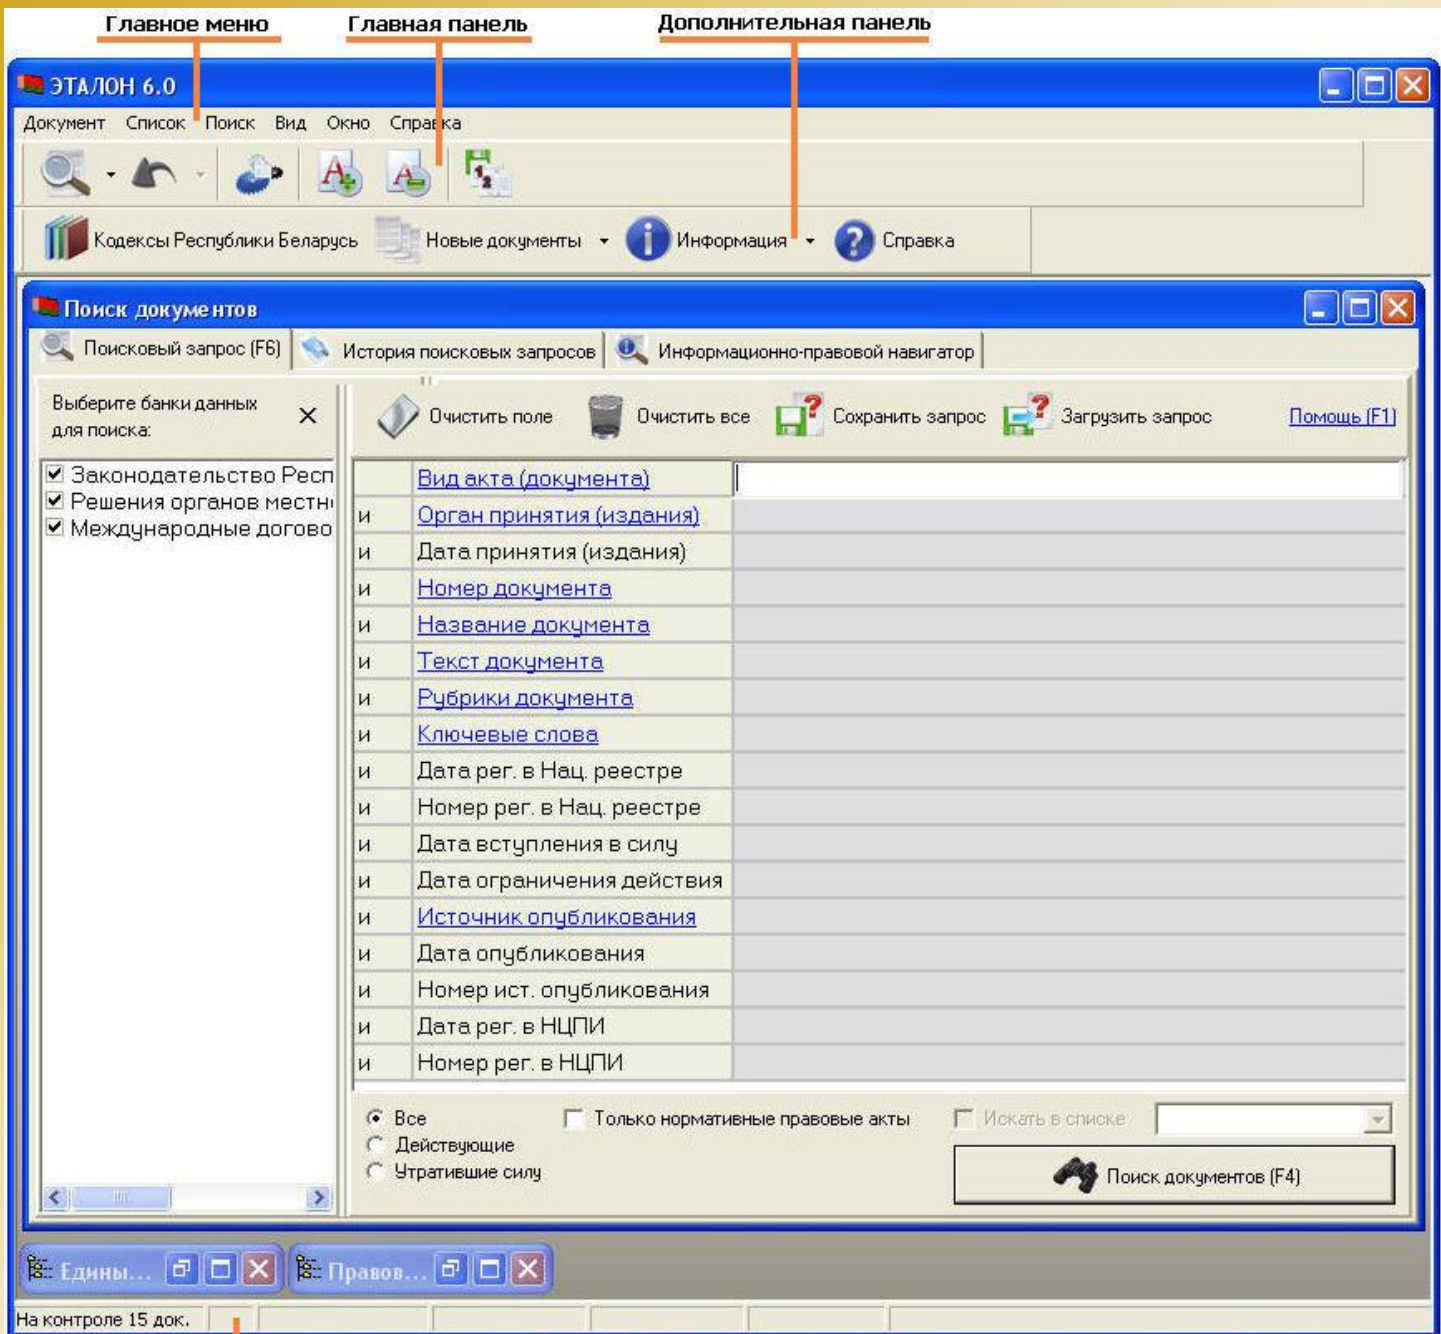 Главное меню Главная панель Дополнительная панель
ЭТАЛОН 6.0
Документ Список Поиск Вид Окно Справка
Кодексы Республики Беларусь Новые документы Информация Справка
Поиск документов
Поисковый запрос (F6) История поисковых запросов Информационно-правовой навигатор
Выберите банки данных
для поиска:
Очистить поле Очистить все Сохранить запрос Загрузить запрос Помощь (F1)
Законодательство Респ
Решения органов местн
Международные догово
Вид акта (документа)
и Орган принятия (издания)
и Дата принятия (издания)
и Номер документа
и Название документа
и Текст документа
и Рубрики документа
и Ключевые слова
и Дата рег. в Нац. реестре
и Номер рег. в Нац. реестре
и Дата вступления в силу
и Дата ограничения действия
и Источник опубликования
и Дата опубликования
и Номер ист. опубликования
и Дата рег. в НЦПИ
и Номер рег. в НЦПИ
Все Только нормативные правовые акты Искать в списке
Действующие
Утратившие силу
Поиск документов (F4)
Едины... Правов...
На контроле 15 док.